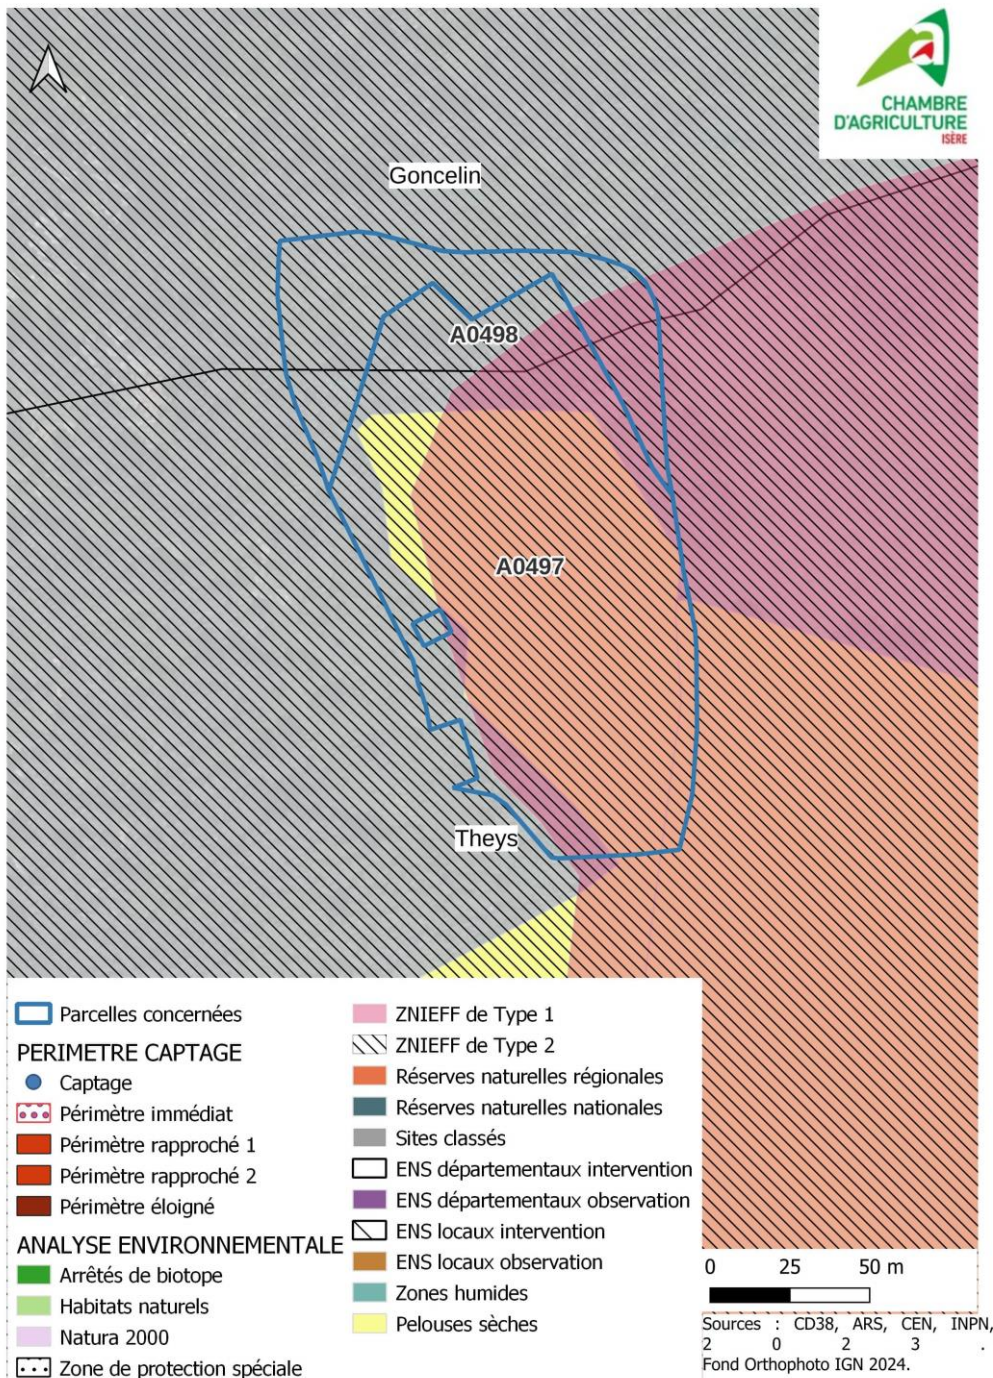 CHAMBRE
D'AGRICULTURE
ISÈRE
Goncelin
A0498
A0497
Theys
Parcelles concernées
PERIMETRE CAPTAGE
Captage
Périmètre immédiat
Périmètre rapproché 1
Périmètre rapproché 2
Périmètre éloigné
ANALYSE ENVIRONNEMENTALE
Arrêtés de biotope
Habitats naturels
Natura 2000
Zone de protection spéciale
ZNIEFF de Type 1
ZNIEFF de Type 2
Réserves naturelles régionales
Réserves naturelles nationales
Sites classés
ENS départementaux intervention
ENS départementaux observation
ENS locaux intervention
ENS locaux observation
Zones humides
Pelouses sèches
0 25 50 m
Sources : CD38, ARS, CEN, INPN,
2 0 2 3 .
Fond Orthophoto IGN 2024.